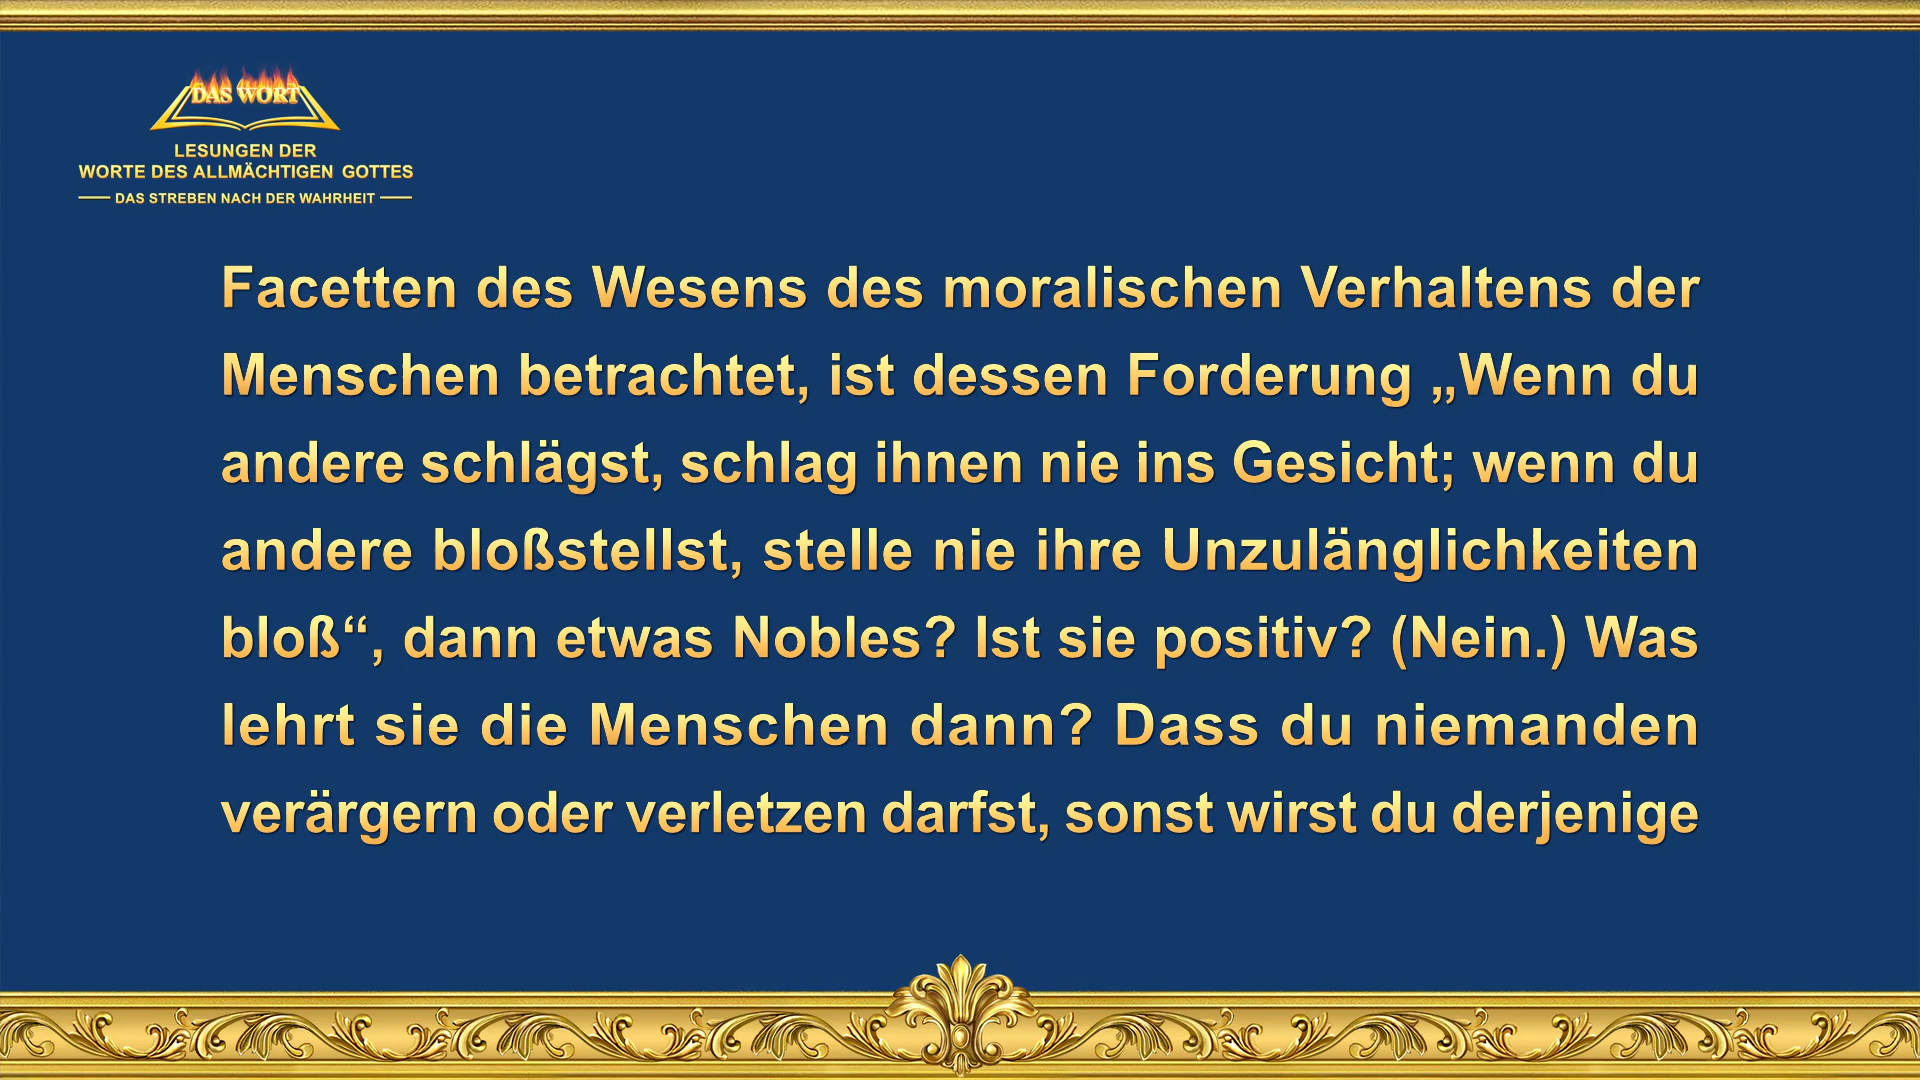 DAS WORT
LESUNGEN DER
WORTE DES ALLMÄCHTIGEN GOTTES
DAS STREBEN NACH DER WAHRHEIT
Facetten des Wesens des moralischen Verhaltens der
Menschen betrachtet, ist dessen Forderung „Wenn du
andere schlägst, schlag ihnen nie ins Gesicht; wenn du
andere bloßstellst, stelle nie ihre Unzulänglichkeiten
bloß“, dann etwas Nobles? Ist sie positiv? (Nein.) Was
lehrt sie die Menschen dann? Dass du niemanden
verärgern oder verletzen darfst, sonst wirst du derjenige